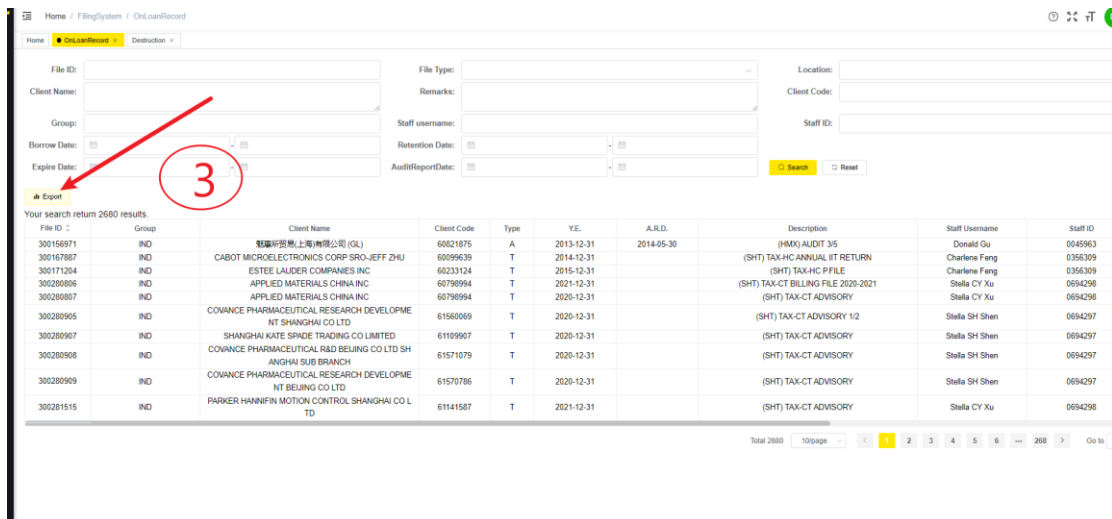 Home / FilingSystem / OnLoanRecord
Home OnLoanRecord × Destruction ×
File ID: File Type: Location:
Client Name: Remarks: Client Code:
Group: Staff username: Staff ID:
Borrow Date: - Retention Date: -
Expire Date: - AuditReportDate: - Search Reset
3
Export
Your search return 2680 results.
File ID Group Client Name Client Code Type Y.E. A.R.D. Description Staff Username Staff ID
300156971 IND 贸易(上海)有限公司 (GL) 60821875 A 2013-12-31 2014-05-30 (HMX) AUDIT 3/5 Donald Gu 0045963
300167887 IND CABOT MICROELECTRONICS CORP SRO-JEFF ZHU 60099639 T 2014-12-31 (SHT) TAX-HC ANNUAL IIT RETURN Charlene Feng 0356309
300171204 IND ESTEE LAUDER COMPANIES INC 60233124 T 2015-12-31 (SHT) TAX-HC P.FILE Charlene Feng 0356309
300280806 IND APPLIED MATERIALS CHINA INC 60798994 T 2021-12-31 (SHT) TAX-CT BILLING FILE 2020-2021 Stella CY Xu 0694298
300280807 IND APPLIED MATERIALS CHINA INC 60798994 T 2020-12-31 (SHT) TAX-CT ADVISORY Stella CY Xu 0694298
300280905 IND COVANCE PHARMACEUTICAL RESEARCH DEVELOPME 61560069 T 2020-12-31 (SHT) TAX-CT ADVISORY 1/2 Stella SH Shen 0694297
NT SHANGHAI CO LTD
300280907 IND SHANGHAI KATE SPADE TRADING CO LIMITED 61109907 T 2020-12-31 (SHT) TAX-CT ADVISORY Stella SH Shen 0694297
300280908 IND COVANCE PHARMACEUTICAL R&D BEIJING CO LTD SH 61571079 T 2020-12-31 (SHT) TAX-CT ADVISORY Stella SH Shen 0694297
ANGHAI SUB BRANCH
300280909 IND COVANCE PHARMACEUTICAL RESEARCH DEVELOPME 61570786 T 2020-12-31 (SHT) TAX-CT ADVISORY Stella SH Shen 0694297
NT BEIJING CO LTD
300281515 IND PARKER HANNIFIN MOTION CONTROL SHANGHAI CO L 61141587 T 2021-12-31 (SHT) TAX-CT ADVISORY Stella CY Xu 0694298
TD
Total 2680 10/page < 1 2 3 4 5 6 ••• 268 > Go to